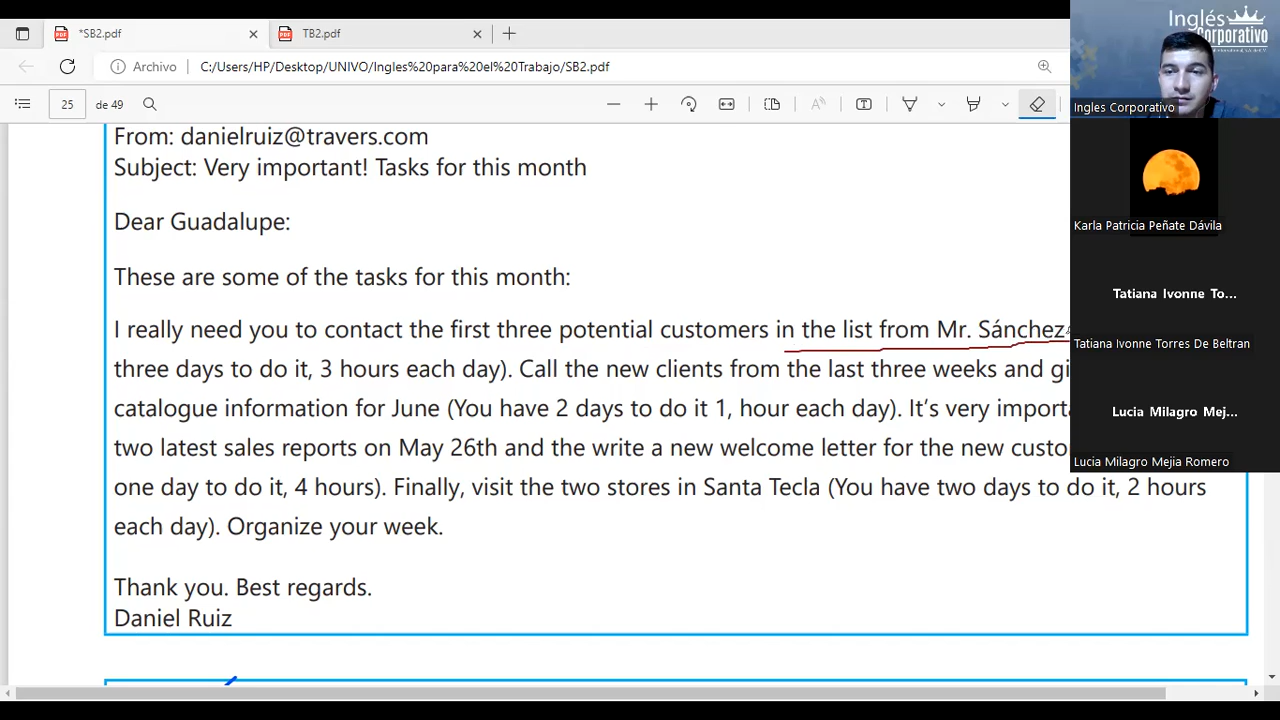 *SB2.pdf
TB2.pdf
Archivo
C:/Users/HP/Desktop/UNIVO/Ingles%20para%20el%20Trabajo/SB2.pdf
25
de 49
From: danielruiz@travers.com
Subject: Very important! Tasks for this month
Dear Guadalupe:
These are some of the tasks for this month:
I really need you to contact the first three potential customers in the list from Mr. Sánchez
three days to do it, 3 hours each day). Call the new clients from the last three weeks and gi
catalogue information for June (You have 2 days to do it 1, hour each day). It's very importa
two latest sales reports on May 26th and the write a new welcome letter for the new custo
one day to do it, 4 hours). Finally, visit the two stores in Santa Tecla (You have two days to do it, 2 hours
each day). Organize your week.
Thank you. Best regards.
Daniel Ruiz
Inglés
Corporativo
Ingles Corporativo
Karla Patricia Peñate Dávila
Tatiana Ivonne To...
Tatiana Ivonne Torres De Beltran
Lucia Milagro Mej...
Lucia Milagro Mejia Romero